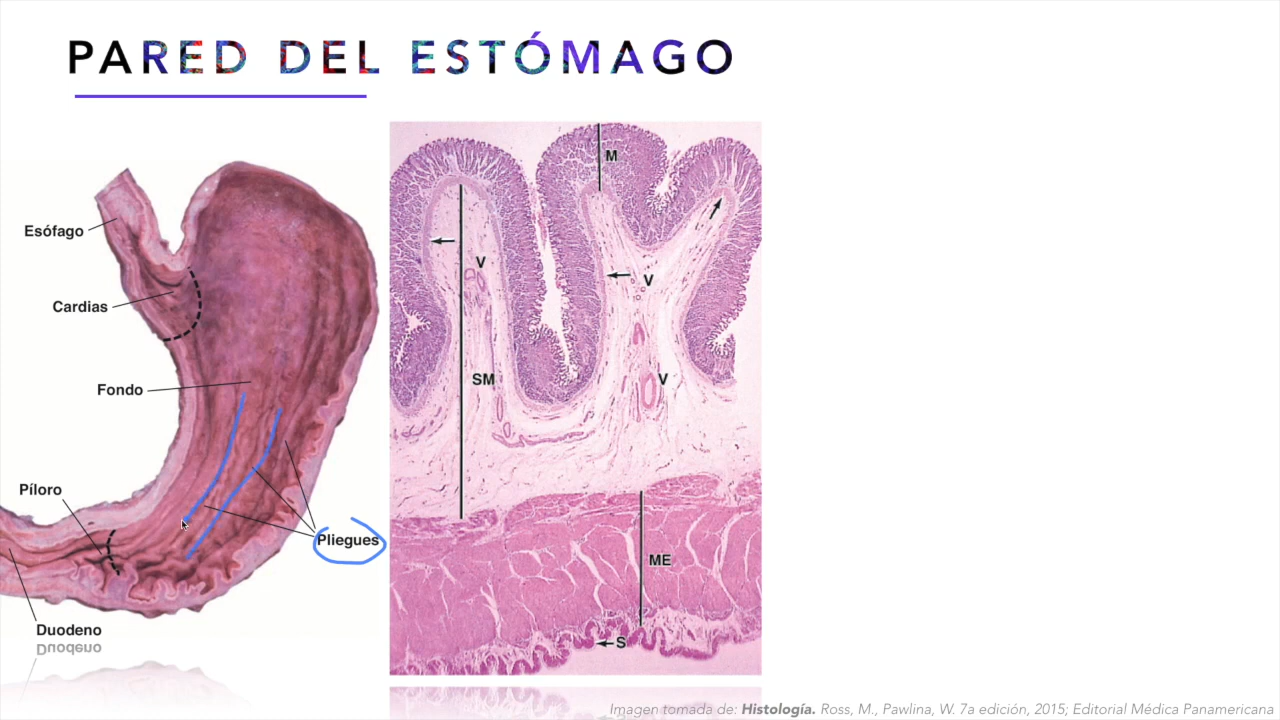 PARED DEL ESTÓMAGO
Esófago
Cardias
Fondo
Píloro
Pliegues
Duodeno
Duodeno
M
V
V
SM
V
ME
S
Imagen tomada de: Histología. Ross, M., Pawlina, W. 7a edición, 2015; Editorial Médica Panamericana